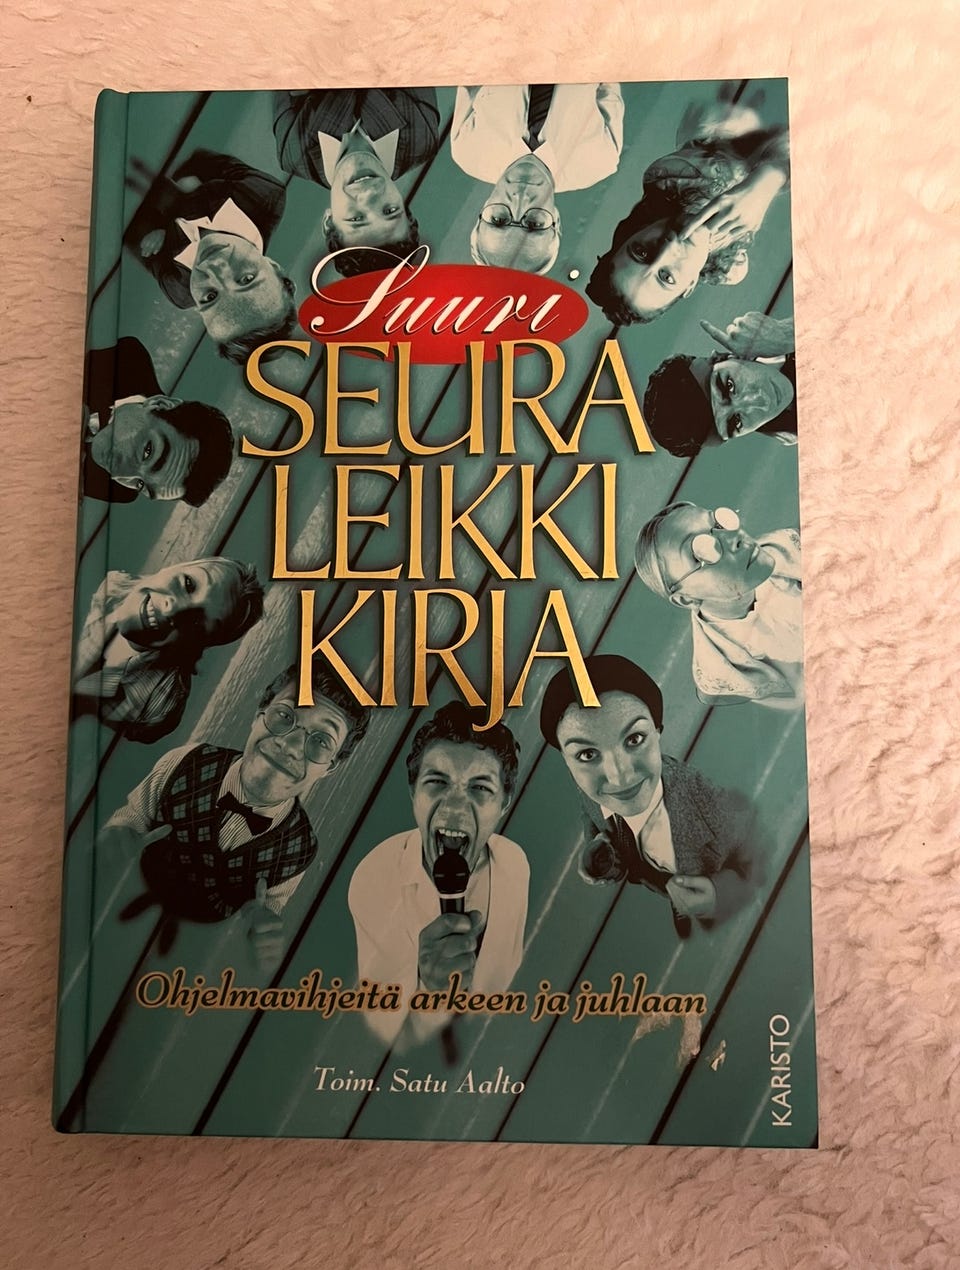 Suuri
SEURA
LEIKKI
KIRJA
Ohjelmavihjeitä arkeen ja juhlaan
Toim. Satu Aalto
KARISTO